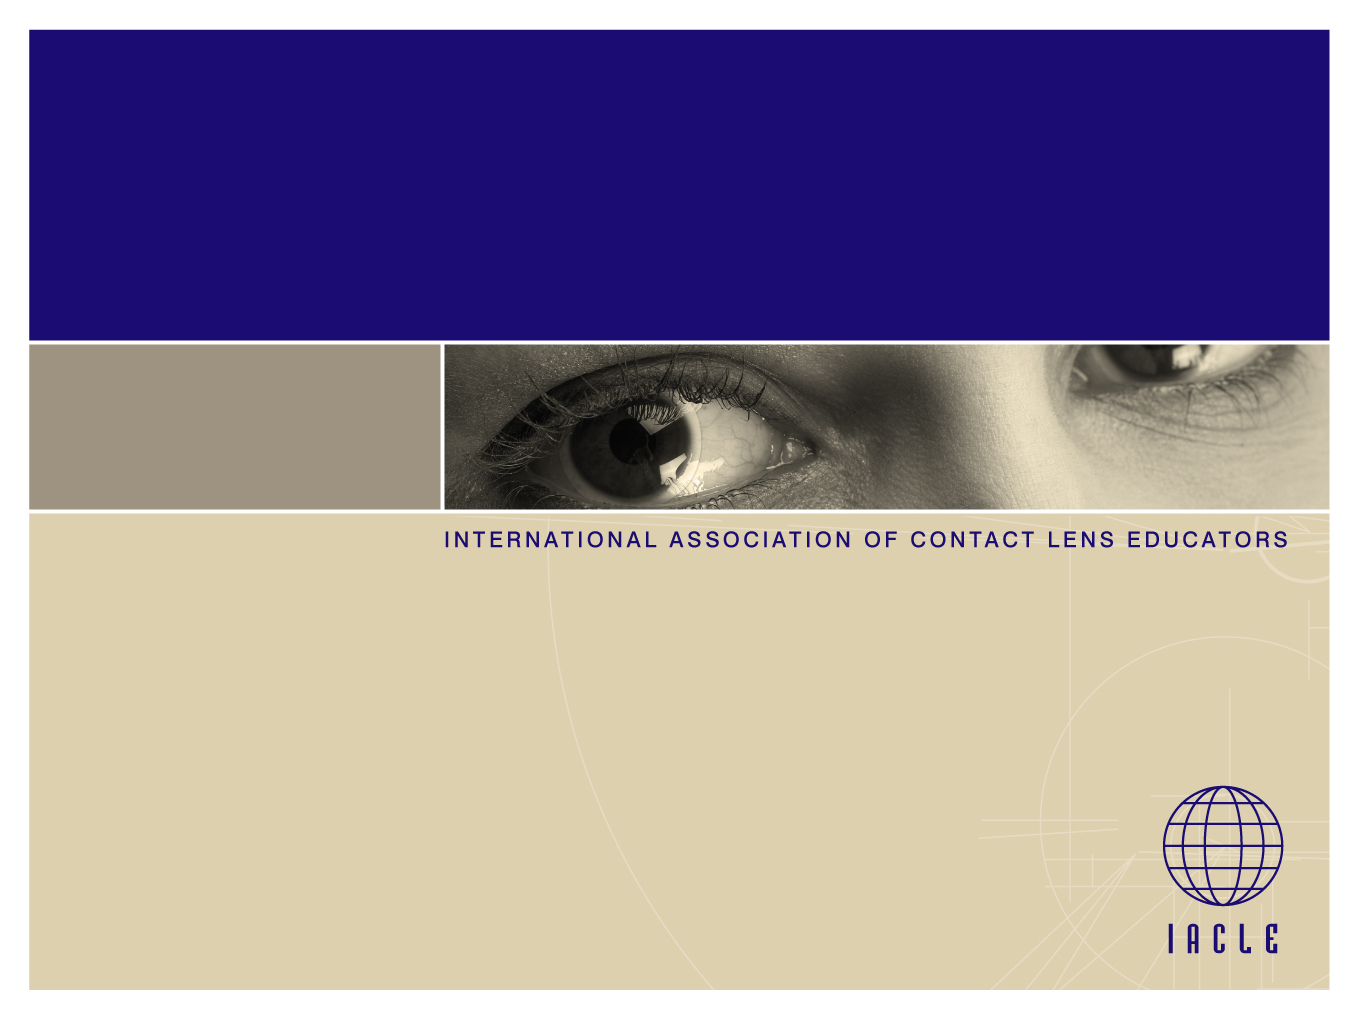 INTERNATIONAL ASSOCIATION OF CONTACT LENS EDUCATORS
IACLE